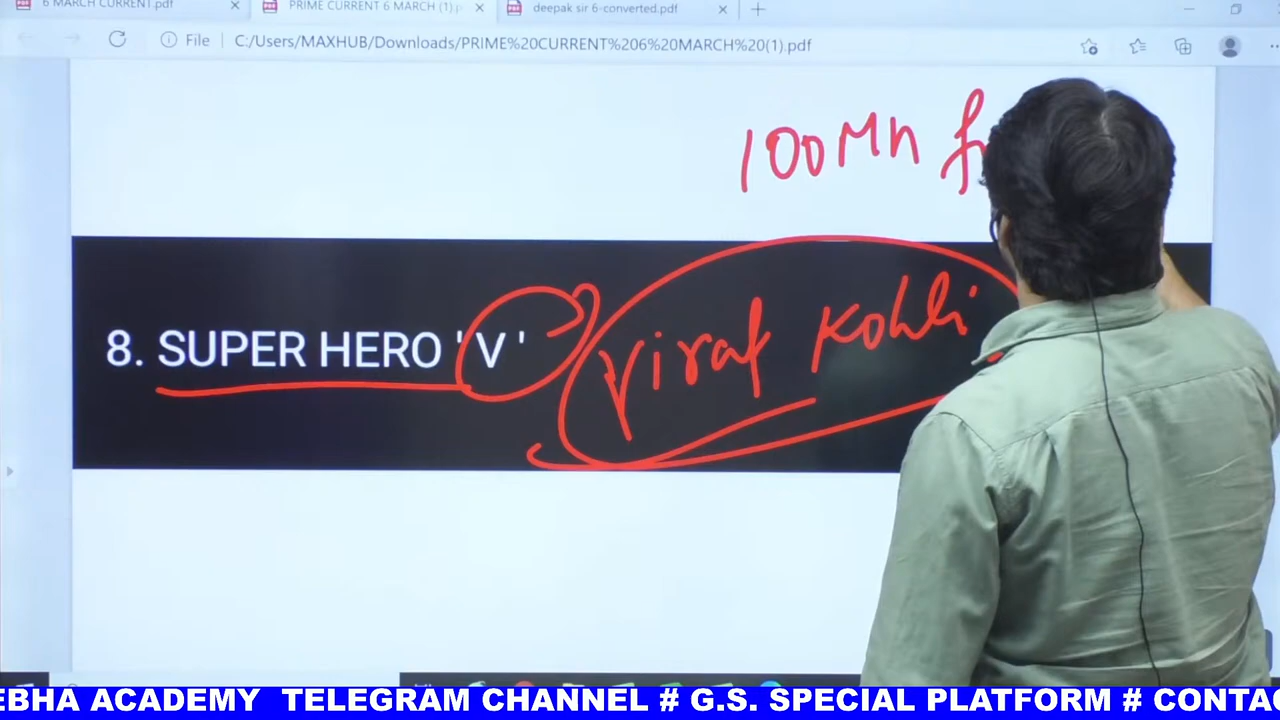 6 MARCH CURRENT.pdf
PRIME CURRENT 6 MARCH (1).p
deepak sir 6-converted.pdf
File
C:/Users/MAXHUB/Downloads/PRIME%20CURRENT%206%20MARCH%20(1).pdf
100Mn
8. SUPER HERO ' V '
Virat Kohli
EBHA ACADEMY TELEGRAM CHANNEL # G.S. SPECIAL PLATFORM # CONTAC